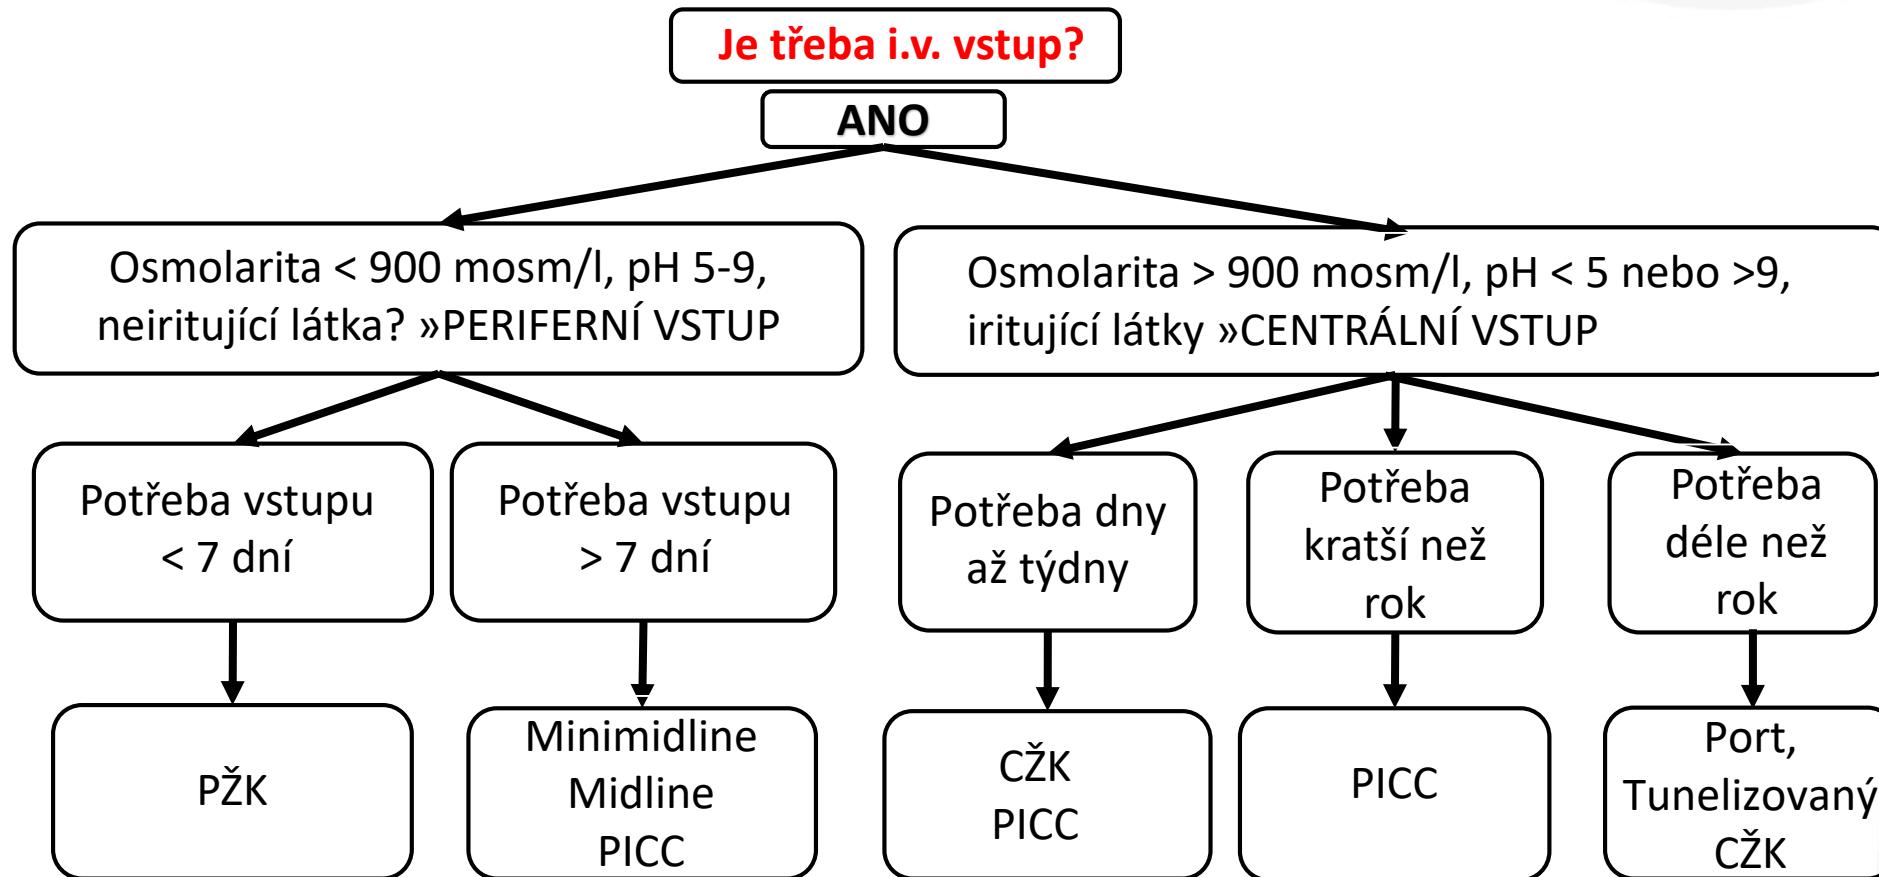 Je třeba i.v. vstup?
ANO
Osmolarita < 900 mosm/l, pH 5-9,
neiritující látka? »PERIFERNÍ VSTUP
Osmolarita > 900 mosm/l, pH < 5 nebo >9,
iritující látky »CENTRÁLNÍ VSTUP
Potřeba vstupu
< 7 dní
Potřeba vstupu
> 7 dní
Potřeba dny
až týdny
Potřeba
kratší než
rok
Potřeba
déle než
rok
PŽK
Minimidline
Midline
PICC
CŽK
PICC
PICC
Port,
Tunelizovaný
CŽK